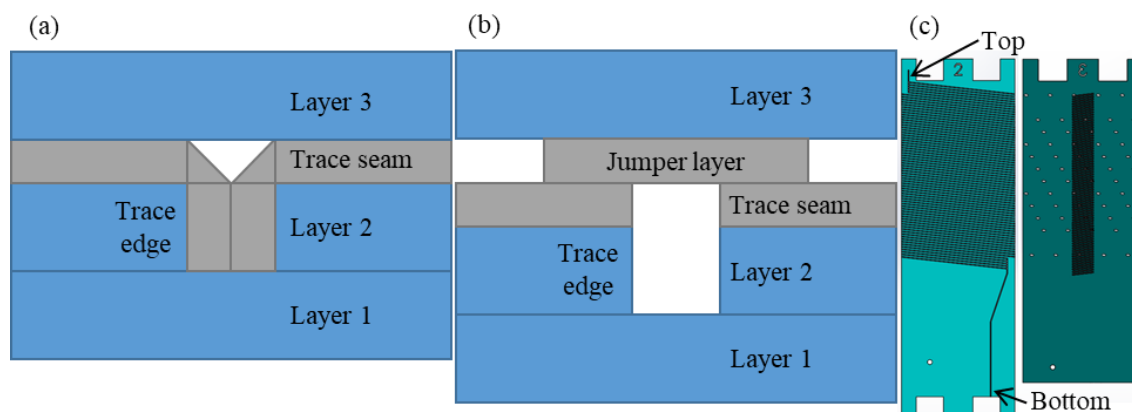 (a)
Layer 3
Trace seam
Trace
edge
Layer 2
Layer 1
(b)
Layer 3
Jumper layer
Trace seam
Trace
edge
Layer 2
Layer 1
(c)
Top
2
3
Bottom